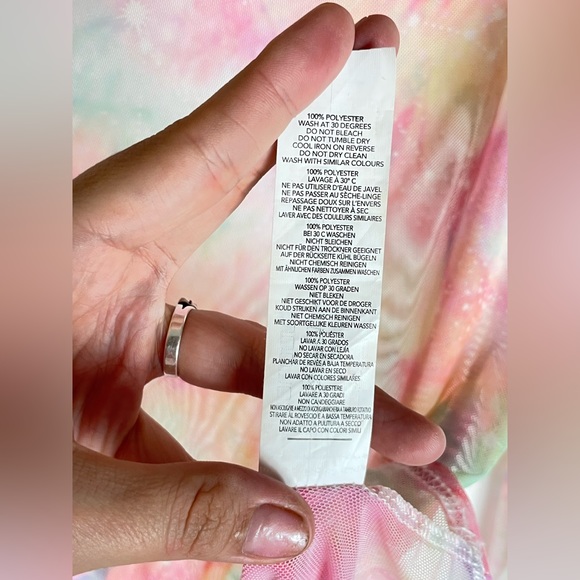 100% POLYESTER
WASH AT 30 DEGREES
DO NOT BLEACH
DO NOT TUMBLE DRY
COOL IRON ON REVERSE
DO NOT DRY CLEAN
WASH WITH SIMILAR COLOURS
100% POLYESTER
LAVAGE À 30° C
NE PAS UTILISER D'EAU DE JAVEL
NE PAS PASSER AU SÈCHE-LINGE
REPASSAGE DOUX SUR L'ENVERS
NE PAS NETTOYER À SEC
LAVER AVEC DES COULEURS SIMILAIRES
100% POLYESTER
BEI 30 C WASCHEN
NICHT BLEICHEN
NICHT FÜR DEN TROCKNER GEEIGNET
AUF DER RÜCKSEITE KÜHL BÜGELN
NICHT CHEMISCH REINIGEN
MIT ÄHNLICHEN FARBEN ZUSAMMEN WASCHEN
100% POLYESTER
WASSEN OP 30 GRADEN
NIET BLEKEN
NIET GESCHIKT VOOR DE DROGER
KOUD STRIJKEN AAN DE BINNENKANT
NIET CHEMISCH REINIGEN
MET SOORTGELIJKE KLEUREN WASSEN
100% POLIÉSTER
LAVAR A 30 GRADOS
NO LAVAR CON LEJÍA
NO SECAR EN SECADORA
PLANCHAR DE REVÉS A BAJA TEMPERATURA
NO LAVAR EN SECO
LAVAR CON COLORES SIMILARES
100% POLIESTERE
LAVARE A 30 GRADI
NON CANDEGGIARE
NON ASCIUGARE A MEZZO DI ASCIUGABIANCHERIA A TAMBURO ROTATIVO
STIRARE AL ROVESCIO E A BASSA TEMPERATURA
NON ADATTO A PULITURA A SECCO
LAVARE IL CAPO CON COLORI SIMILI